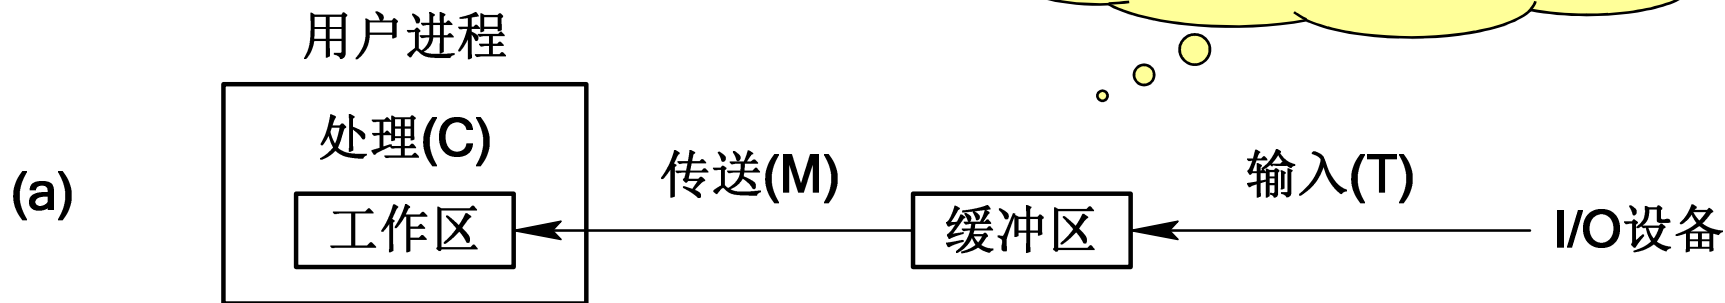 用户进程
处理(C)
传送(M)
输入(T)
(a)
工作区
缓冲区
I/O设备